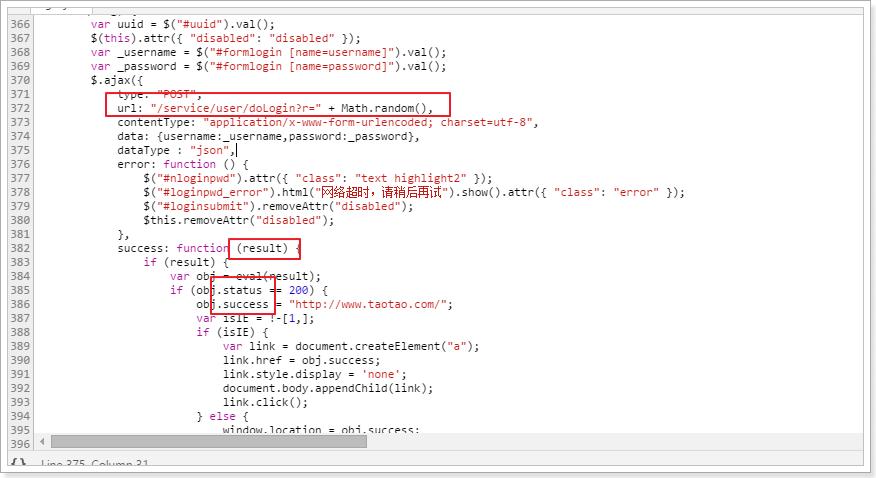 366 var uuid = $("#uuid").val();
367 $(this).attr({ "disabled": "disabled" });
368 var _username = $("#formlogin [name=username]").val();
369 var _password = $("#formlogin [name=password]").val();
370 $.ajax({
371 type: "POST",
372 url: "/service/user/doLogin?r=" + Math.random(),
373 contentType: "application/x-www-form-urlencoded; charset=utf-8",
374 data: {username:_username,password:_password},
375 dataType : "json",
376 error: function () {
377 $("#nloginpwd").attr({ "class": "text highlight2" });
378 $("#loginpwd_error").html("网络超时，请稍后再试").show().attr({ "class": "error" });
379 $("#loginsubmit").removeAttr("disabled");
380 $this.removeAttr("disabled");
381 },
382 success: function (result) {
383 if (result) {
384 var obj = eval(result);
385 if (obj.status == 200) {
386 obj.success = "http://www.taotao.com/";
387 var isIE = !-[1,];
388 if (isIE) {
389 var link = document.createElement("a");
390 link.href = obj.success;
391 link.style.display = 'none';
392 document.body.appendChild(link);
393 link.click();
394 } else {
395 window.location = obj.success;
396
{} Line 375, Column 31